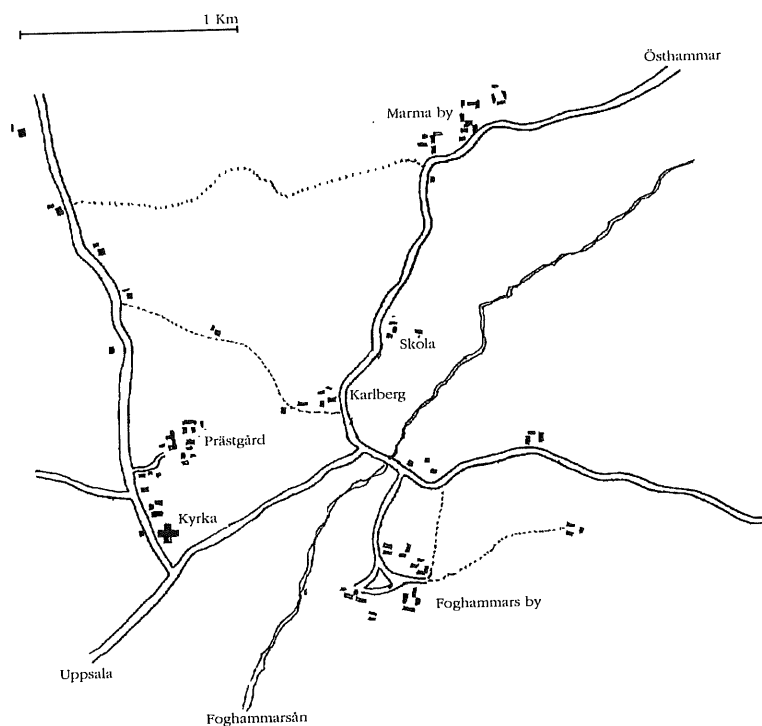 1 Km
Östhammar
Marma by
Skola
Karlberg
Prästgård
Kyrka
Foghammars by
Uppsala
Foghammarsån